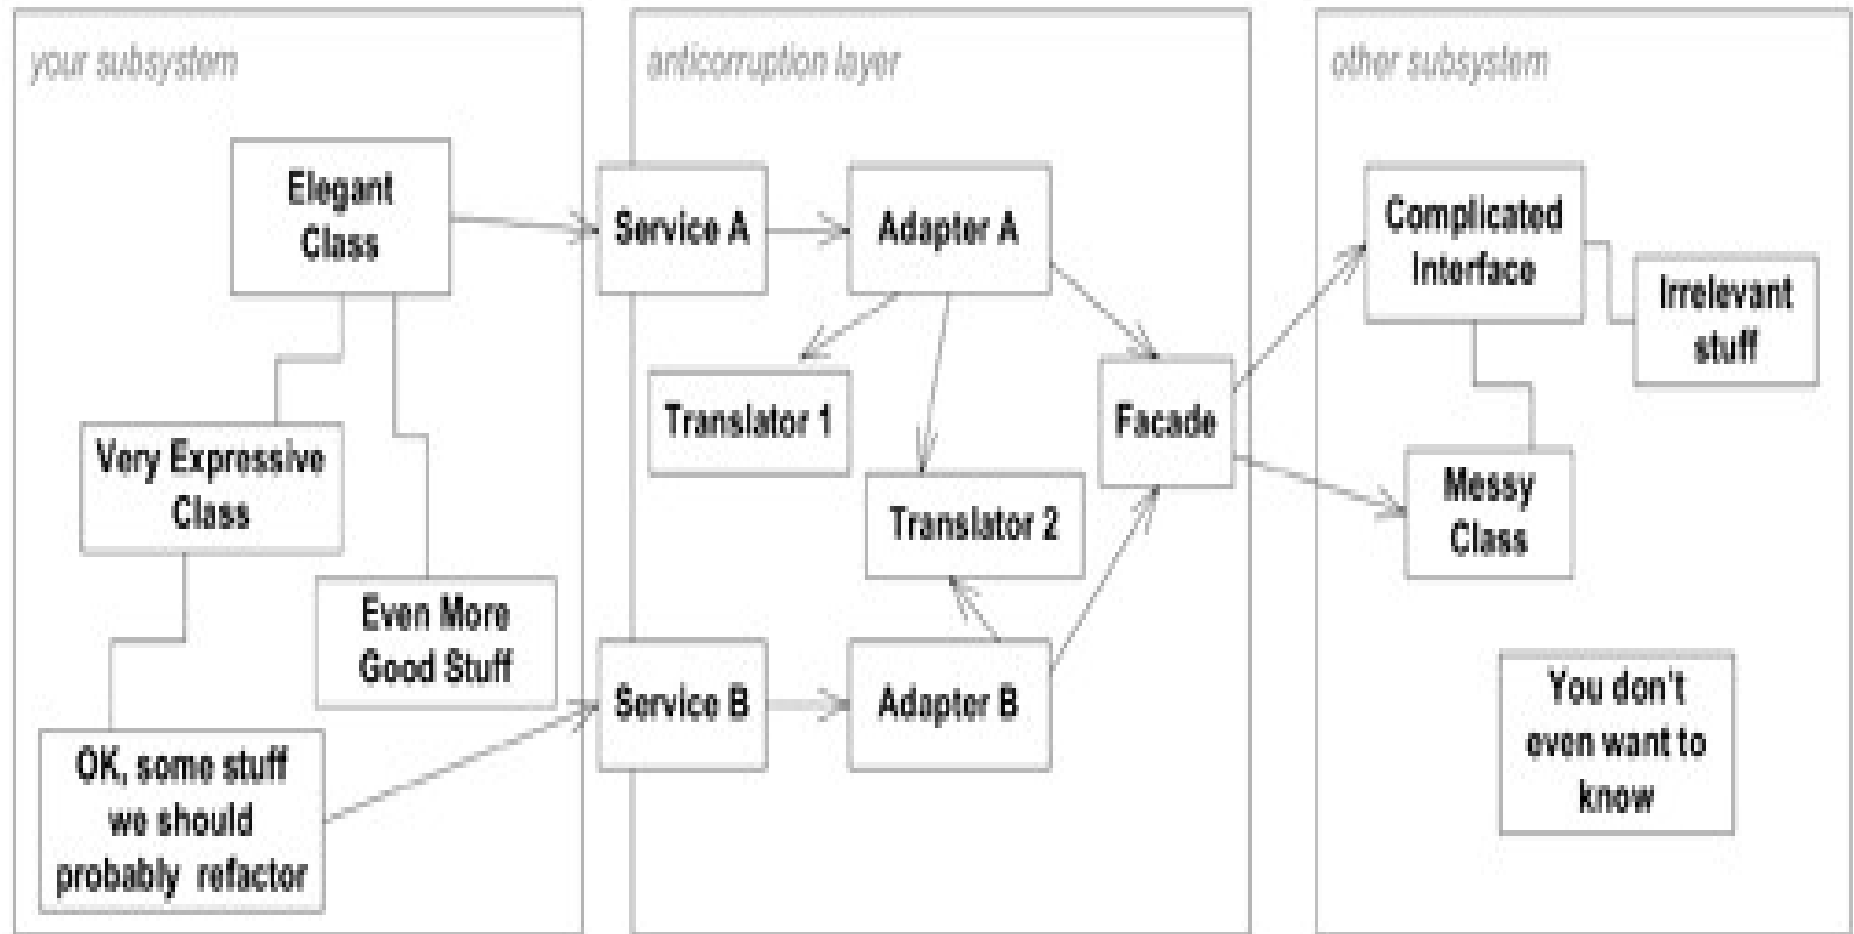 your subsystem
anticorruption layer
other subsystem
Elegant
Class
Service A
Adapter A
Complicated
Interface
Irrelevant
stuff
Translator 1
Facade
Very Expressive
Class
Translator 2
Messy
Class
Even More
Good Stuff
Service B
Adapter B
You don't
even want to
know
OK, some stuff
we should
probably refactor